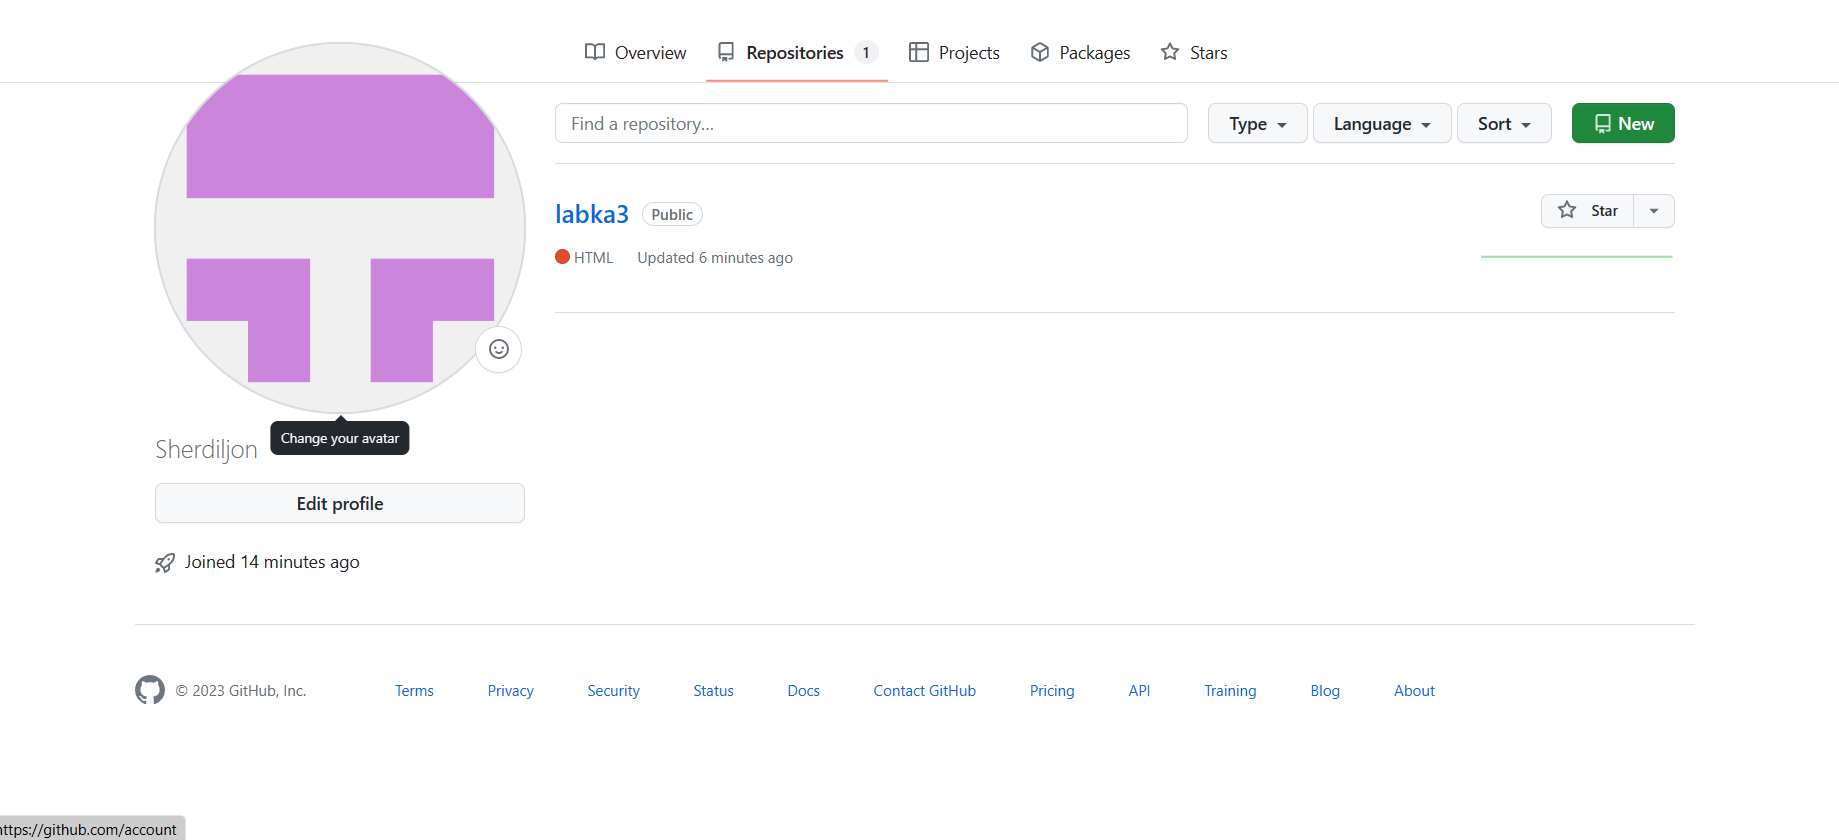 Overview Repositories 1 Projects Packages Stars
Find a repository...
Type Language Sort New
labka3 Public Star
HTML Updated 6 minutes ago
Change your avatar
Sherdiljon
Edit profile
Joined 14 minutes ago
© 2023 GitHub, Inc. Terms Privacy Security Status Docs Contact GitHub Pricing API Training Blog About
https://github.com/account